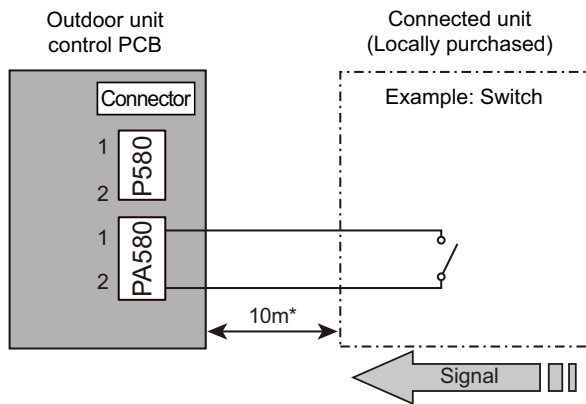 Outdoor unit
control PCB
Connected unit
(Locally purchased)
Connector
Example: Switch
1
2
P580
1
2
PA580
10m*
Signal